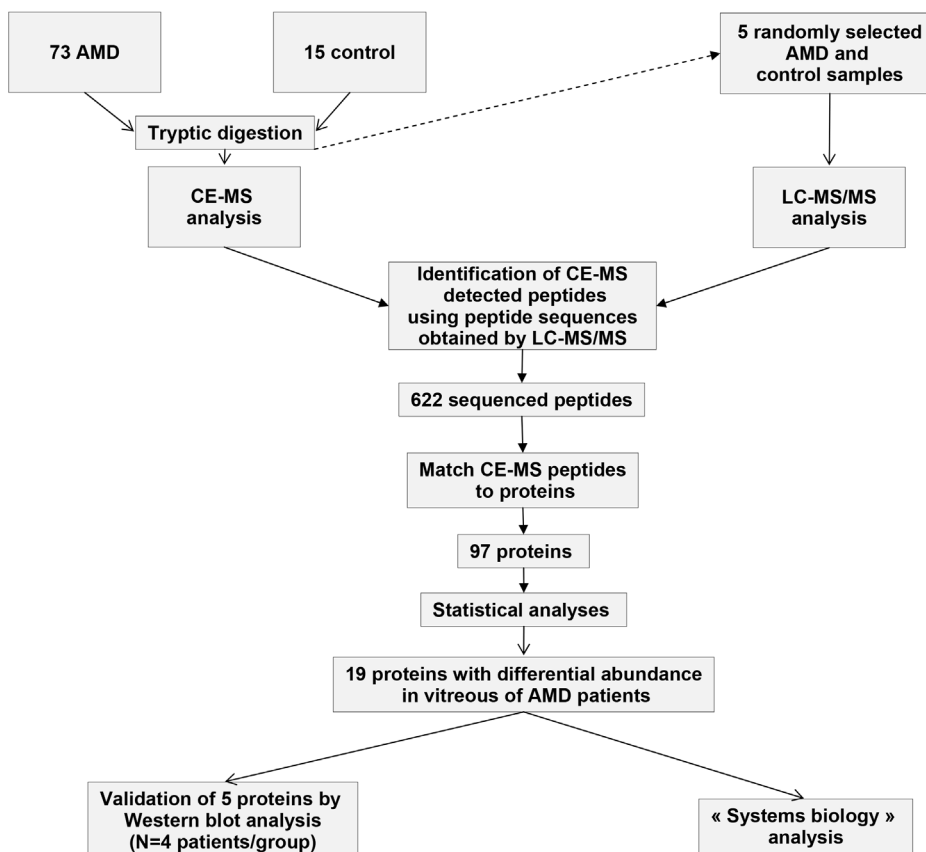 73 AMD
15 control
5 randomly selected
AMD and
control samples
Tryptic digestion
CE-MS
analysis
LC-MS/MS
analysis
Identification of CE-MS
detected peptides
using peptide sequences
obtained by LC-MS/MS
622 sequenced peptides
Match CE-MS peptides
to proteins
97 proteins
Statistical analyses
19 proteins with differential abundance
in vitreous of AMD patients
Validation of 5 proteins by
Western blot analysis
(N=4 patients/group)
« Systems biology »
analysis